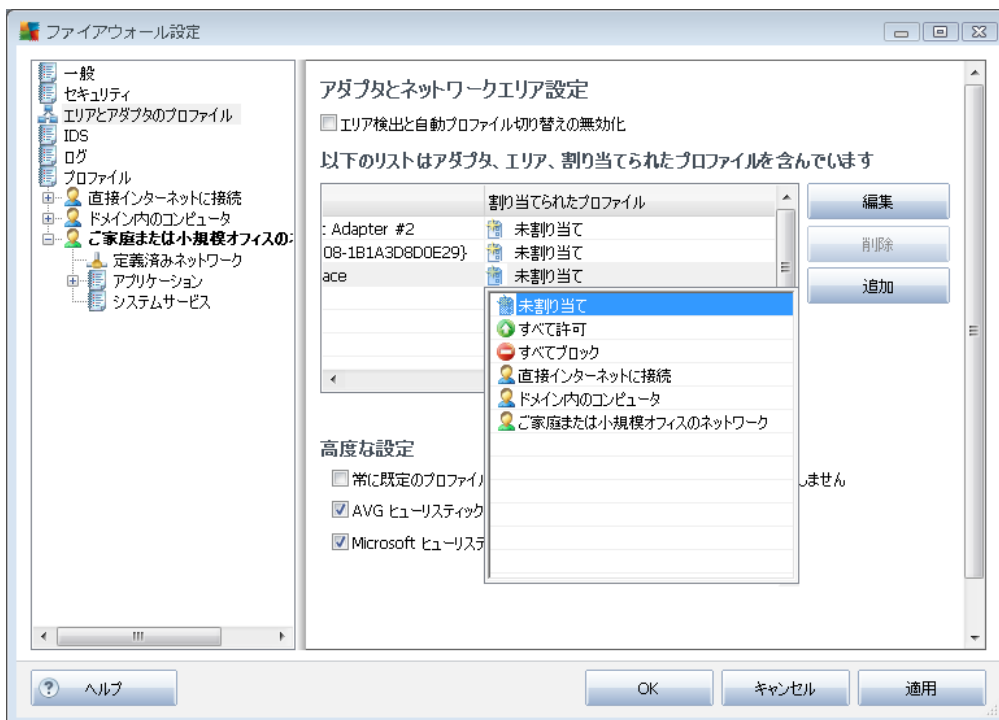 ファイアウォール設定
一般
セキュリティ
エリアとアダプタのプロファイル
IDS
ログ
プロファイル
直接インターネットに接続
ドメイン内のコンピュータ
ご家庭または小規模オフィスの
定義済みネットワーク
アプリケーション
システムサービス
アダプタとネットワークエリア設定
エリア検出と自動プロファイル切り替えの無効化
以下のリストはアダプタ、エリア、割り当てられたプロファイルを含んでいます
割り当てられたプロファイル
: Adapter #2 未割り当て
08-1B1A3D8D0E29} 未割り当て
ace 未割り当て
編集
削除
追加
未割り当て
すべて許可
すべてブロック
直接インターネットに接続
ドメイン内のコンピュータ
ご家庭または小規模オフィスのネットワーク
高度な設定
常に既定のプロファイル しません
AVG ヒューリスティック
Microsoft ヒューリステ
ヘルプ
OK
キャンセル
適用